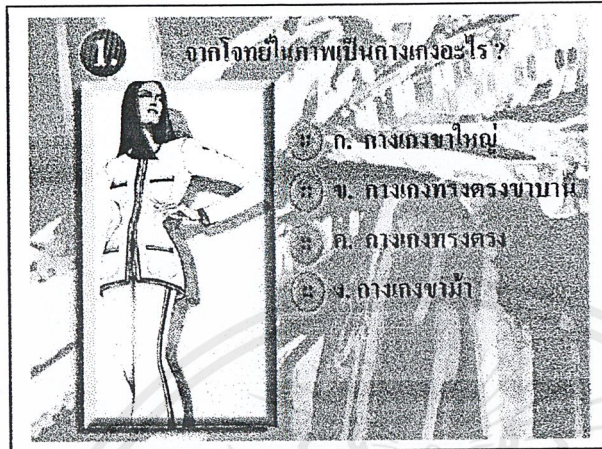 1.
จากโจทย์ในภาพเป็นกางเกงอะไร ?
ก. กางเกงขาใหญ่
ข. กางเกงทรงตรงขาบาน
ค. กางเกงทรงตรง
ง. กางเกงขาม้า